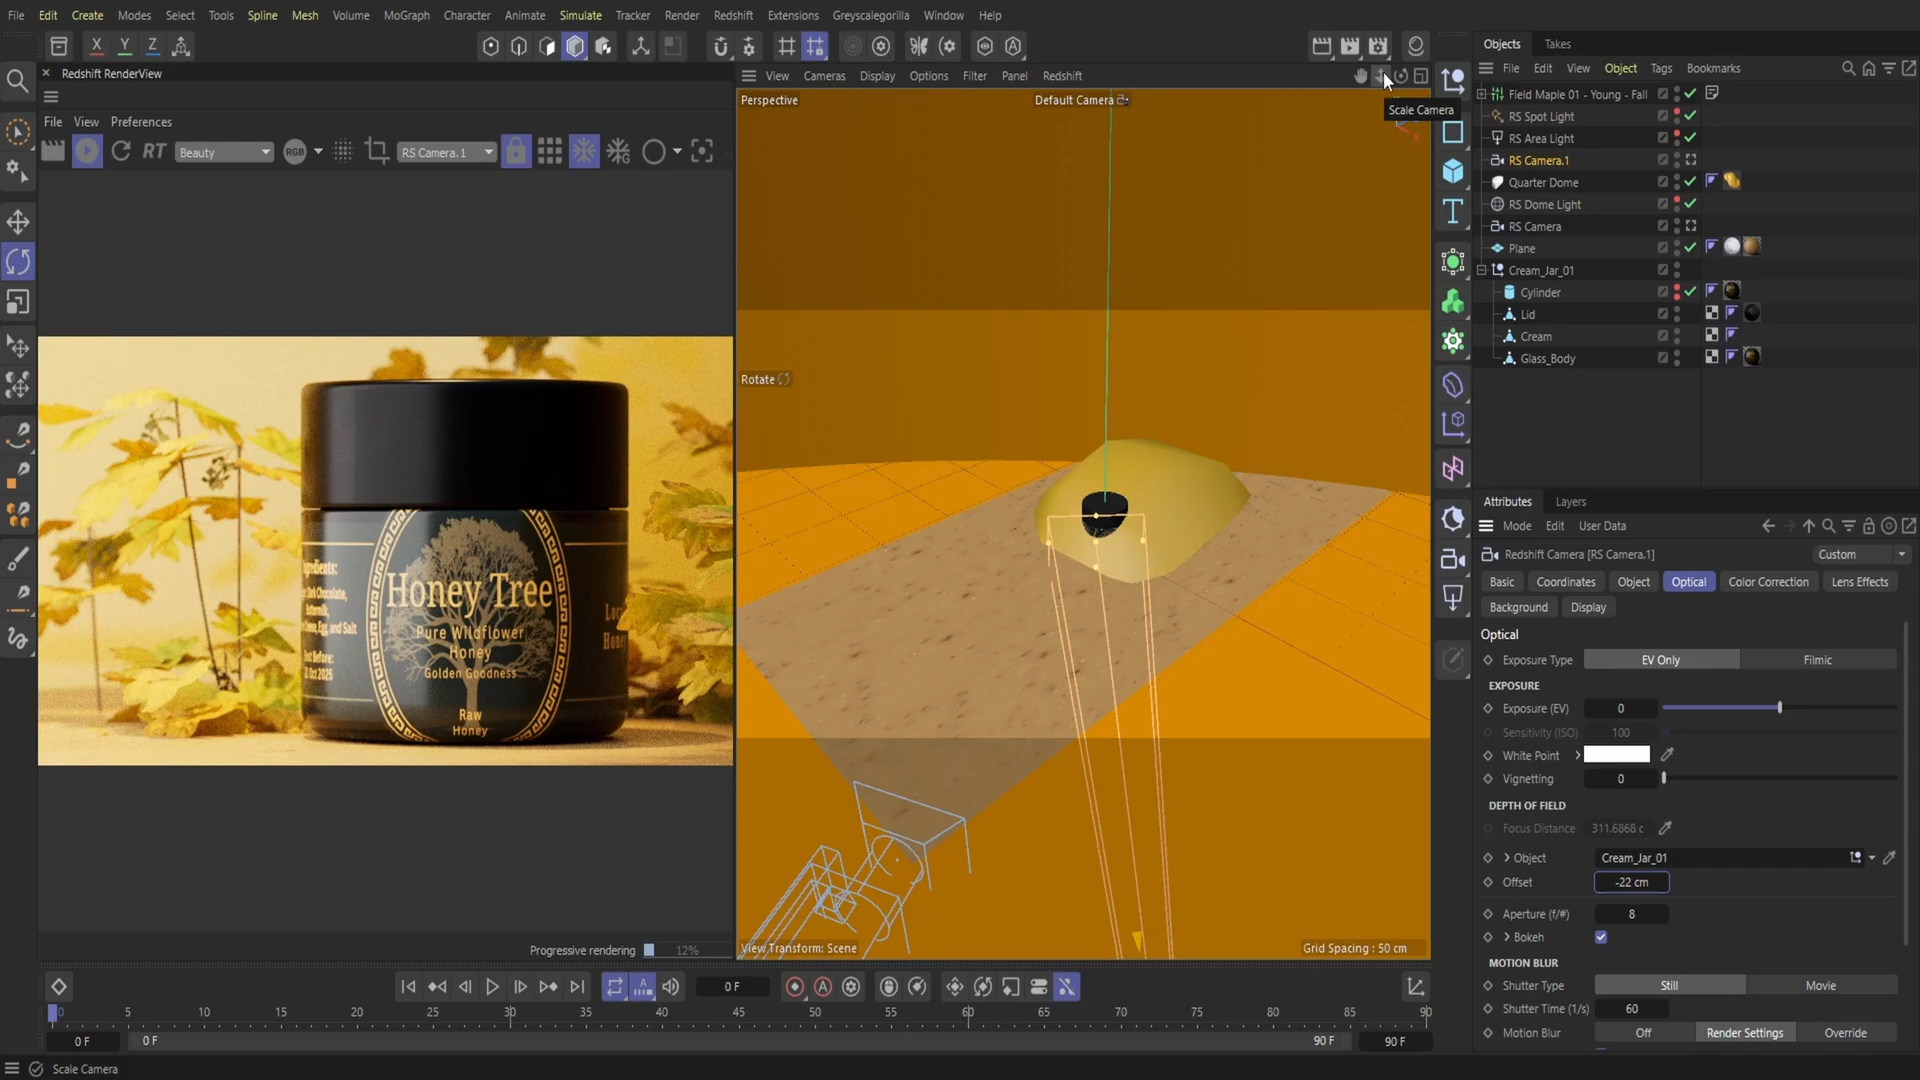 File Edit Create Modes Select Tools Spline Mesh Volume MoGraph Character Animate Simulate Tracker Render Redshift Extensions Greyscalegorilla Window Help
X Y Z
Redshift RenderView
File View Preferences
RT Beauty RGB RS Camera.1
Honey Tree
Pure Wildflower
Honey
Golden Goodness
Raw
Honey
Progressive rendering 12%
View Cameras Display Options Filter Panel Redshift
Perspective
Default Camera
Scale Camera
Rotate
View Transform: Scene
Grid Spacing : 50 cm
Objects Takes
File Edit View Object Tags Bookmarks
Field Maple 01 - Young - Fall
RS Spot Light
RS Area Light
RS Camera.1
Quarter Dome
RS Dome Light
RS Camera
Plane
Cream_Jar_01
Cylinder
Lid
Cream
Glass_Body
Attributes Layers
Mode Edit User Data
Redshift Camera [RS Camera.1] Custom
Basic Coordinates Object Optical Color Correction Lens Effects
Background Display
Optical
Exposure Type EV Only Filmic
EXPOSURE
Exposure (EV) 0
Sensitivity (ISO) 100
White Point
Vignetting 0
DEPTH OF FIELD
Focus Distance 311.6868 c
Object Cream_Jar_01
Offset -22 cm
Aperture (f/#) 8
Bokeh
MOTION BLUR
Shutter Type Still Movie
Shutter Time (1/s) 60
Motion Blur Off Render Settings Override
0 F
0 5 10 15 20 25 30 35 40 45 50 55 60 65 70 75 80 85 90
0 F 0 F 90 F 90 F
Scale Camera